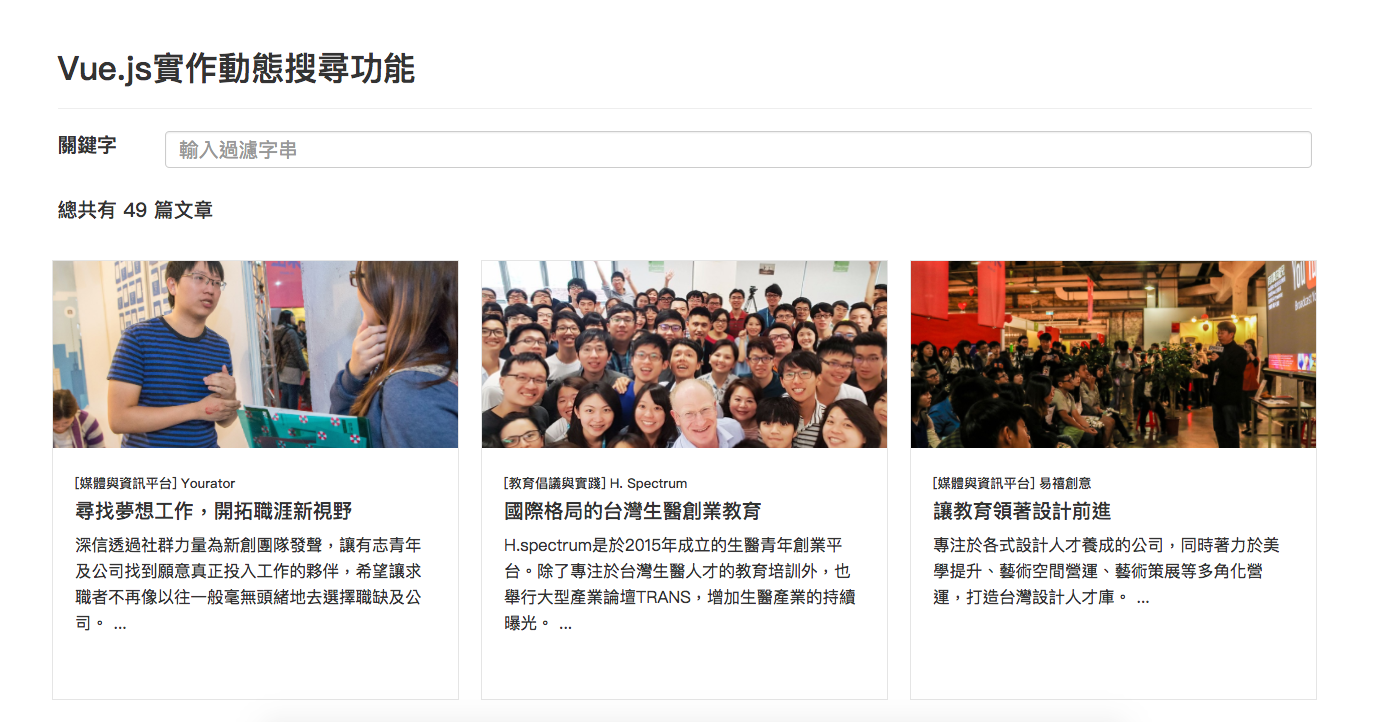 Vue.js實作動態搜尋功能
關鍵字
輸入過濾字串
總共有 49 篇文章
[媒體與資訊平台] Yourator
尋找夢想工作，開拓職涯新視野
深信透過社群力量為新創團隊發聲，讓有志青年
及公司找到願意真正投入工作的夥伴，希望讓求
職者不再像以往一般毫無頭緒地去選擇職缺及公
司。 ...
[教育倡議與實踐] H. Spectrum
國際格局的台灣生醫創業教育
H.spectrum是於2015年成立的生醫青年創業平
台。除了專注於台灣生醫人才的教育培訓外，也
舉行大型產業論壇TRANS，增加生醫產業的持續
曝光。 ...
[媒體與資訊平台] 易禧創意
讓教育領著設計前進
專注於各式設計人才養成的公司，同時著力於美
學提升、藝術空間營運、藝術策展等多角化營
運，打造台灣設計人才庫。 ...